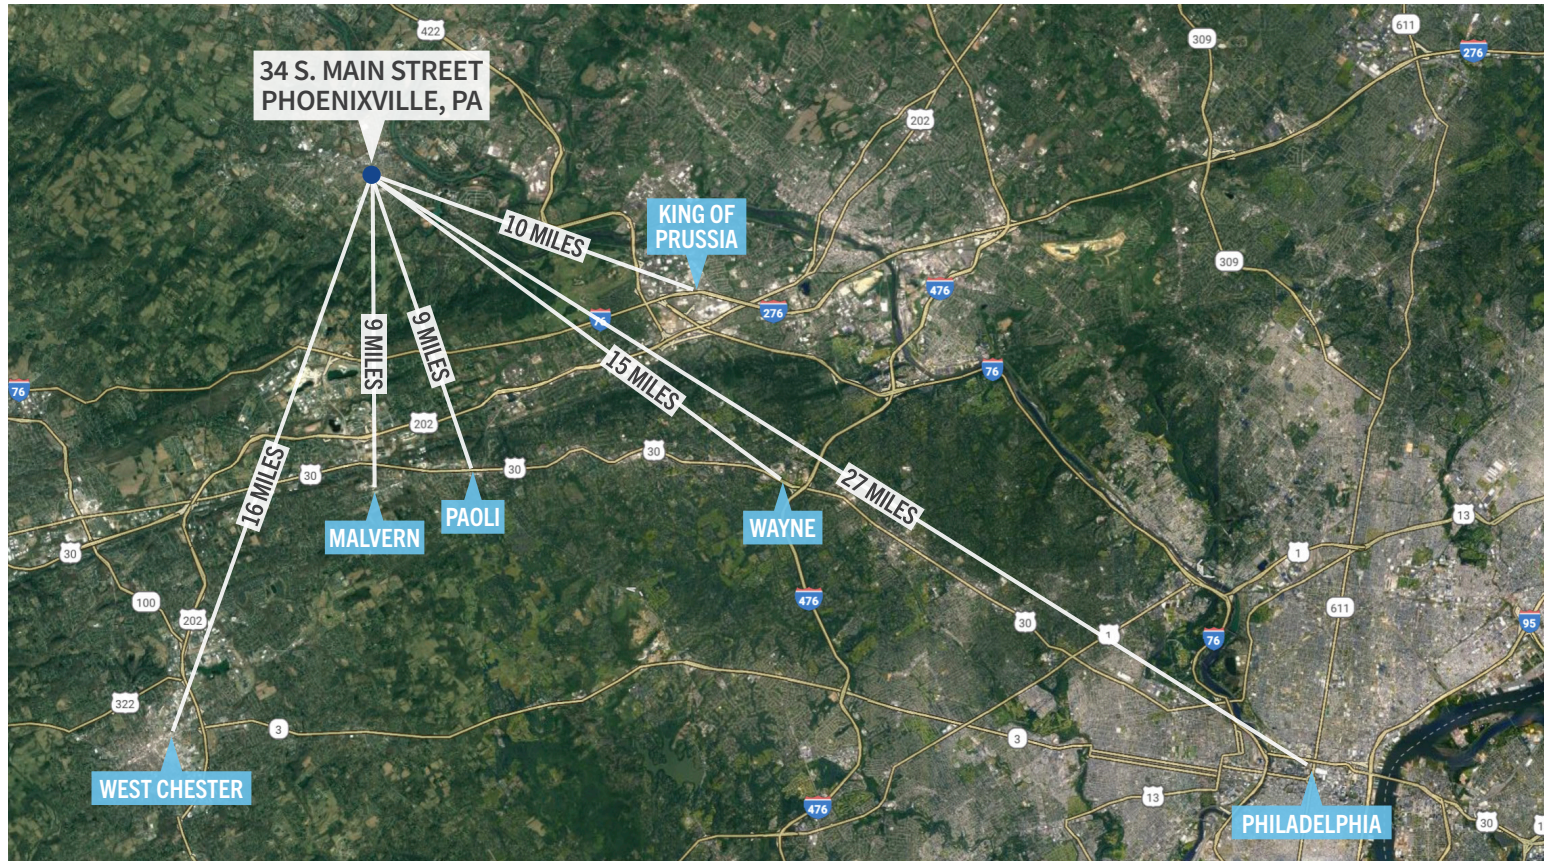 422
309
611
276
34 S. MAIN STREET
PHOENIXVILLE, PA
202
KING OF
PRUSSIA
10 MILES
309
476
276
76
9 MILES
9 MILES
15 MILES
76
76
202
30
30
30
16 MILES
27 MILES
MALVERN
PAOLI
WAYNE
13
30
1
100
476
611
202
30
1
76
95
322
3
3
WEST CHESTER
13
476
PHILADELPHIA
30
1